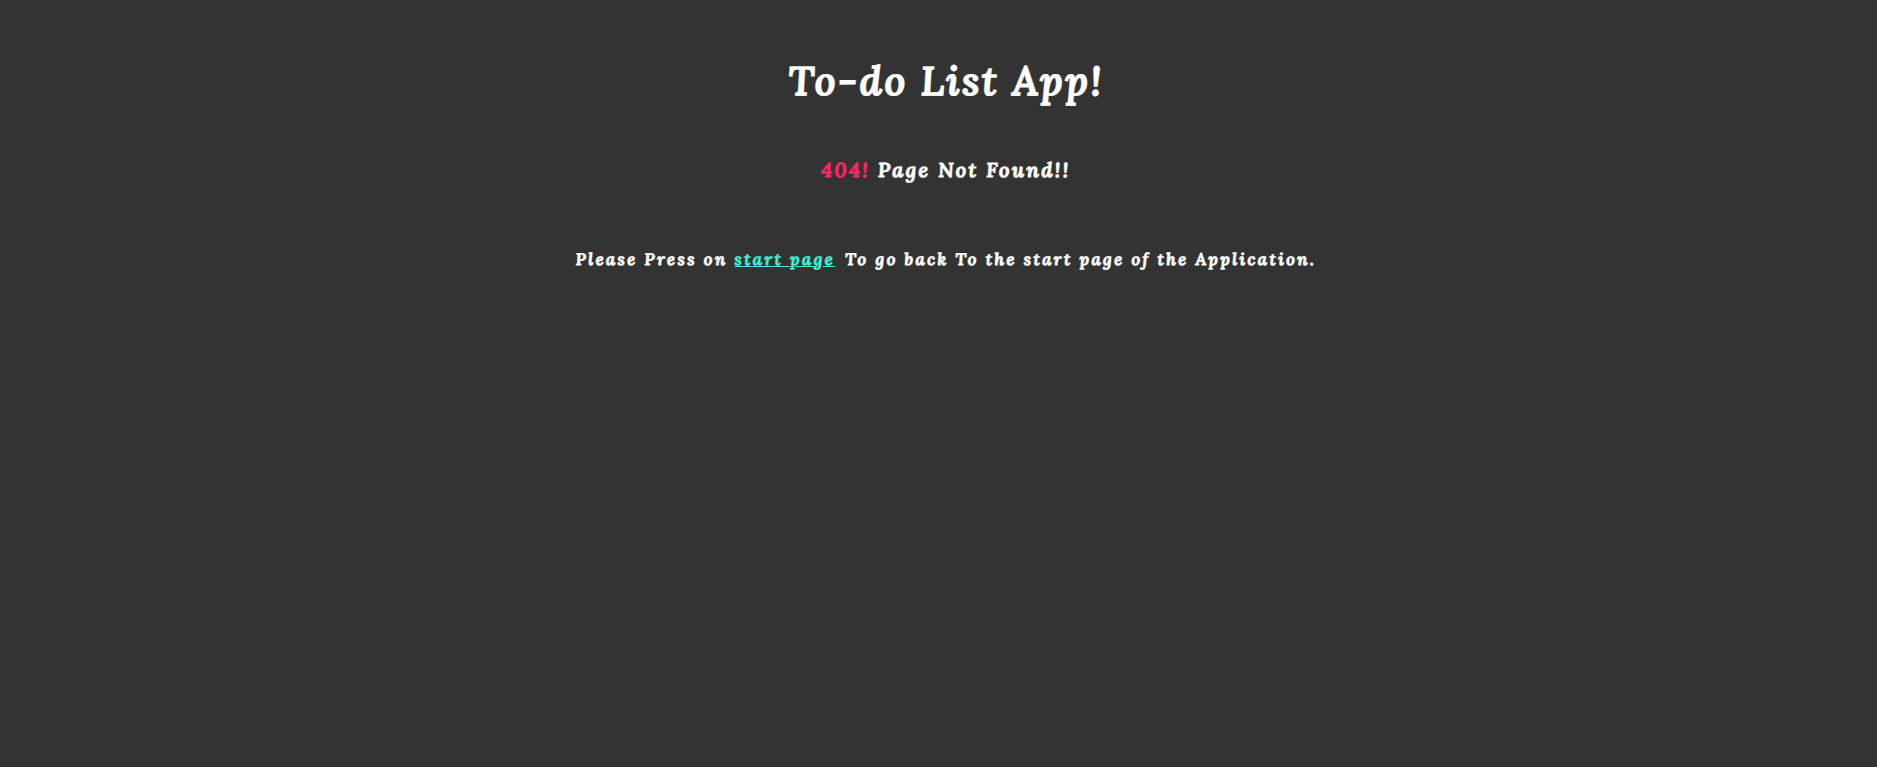 To-do List App!
404! Page Not Found!!
Please Press on start page To go back To the start page of the Application.